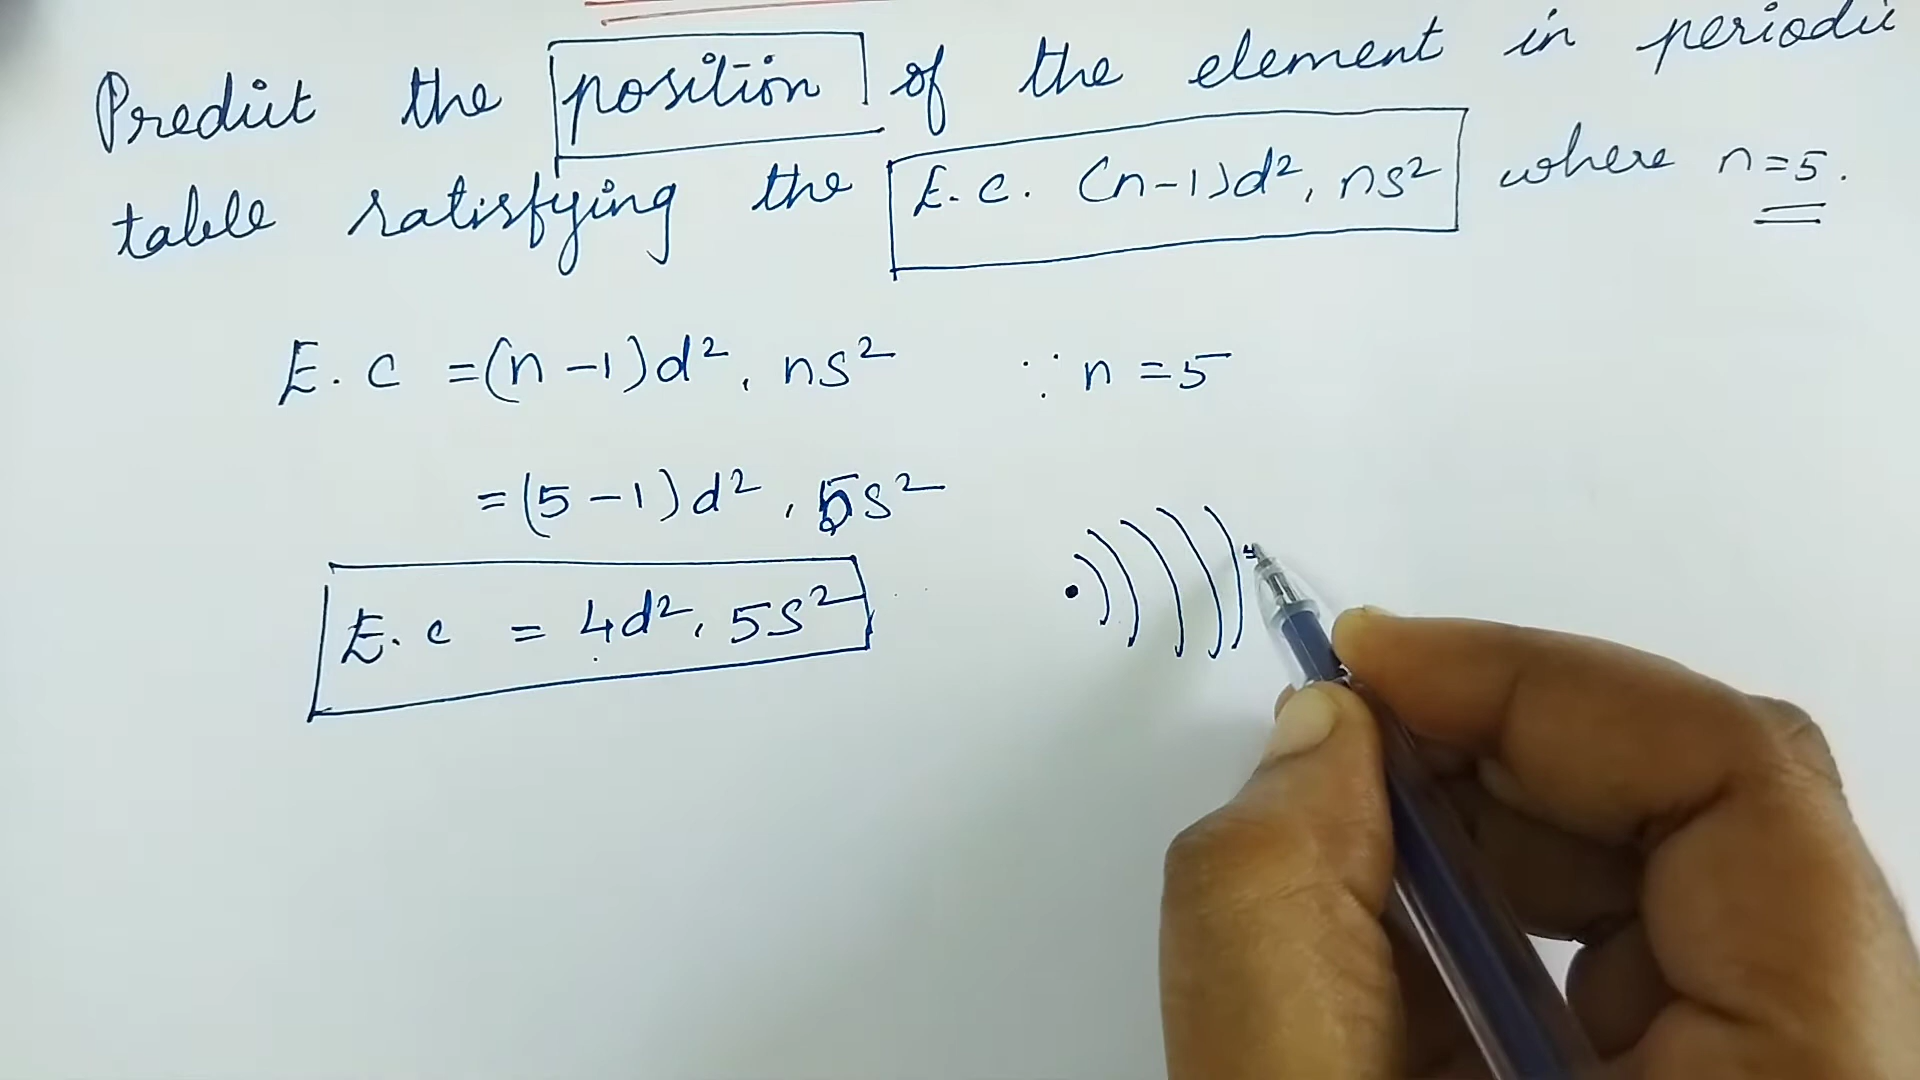 Predict the position of the element in periodic
table satisfying the E.C. (n-1)d², ns² where n=5.
E.C = (n-1)d², ns² ∵ n = 5
= (5-1)d², 5s²
E.c = 4d², 5s²